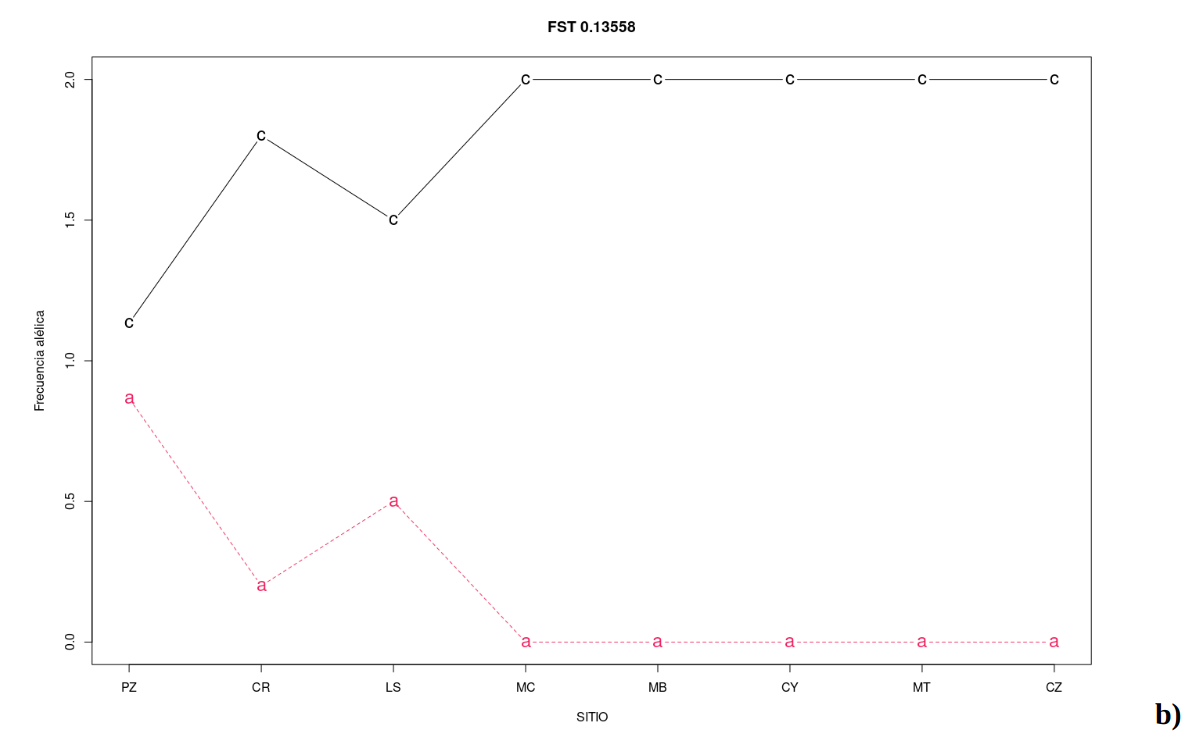 FST 0.13558
2.0
1.5
1.0
0.5
0.0
Frecuencia alélica
c c c c c c c c
a a a a a a a a
PZ CR LS MC MB CY MT CZ
SITIO
b)